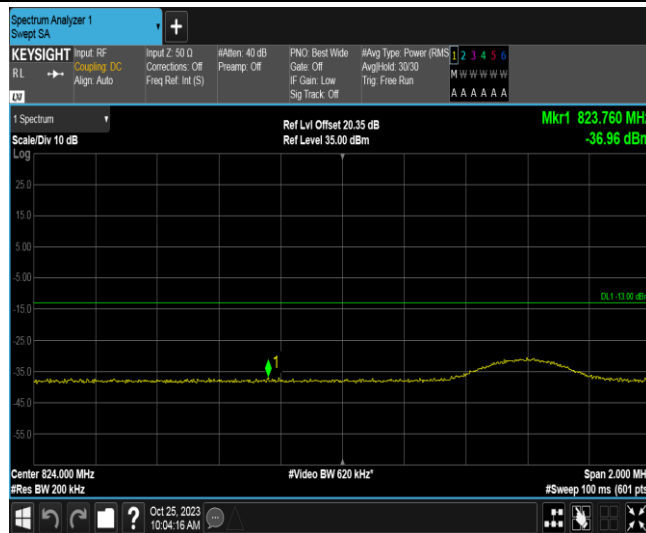 Spectrum Analyzer 1
Swept SA
+
KEYSIGHT Input: RF Input Z: 50 Ω #Atten: 40 dB PNO: Best Wide #Avg Type: Power (RMS 1 2 3 4 5 6
RL Coupling: DC Corrections: Off Preamp: Off Gate: Off Avg|Hold: 30/30 M W W W W W
Align: Auto Freq Ref: Int (S) IF Gain: Low Trig: Free Run
LXI Sig Track: Off A A A A A A
1 Spectrum Ref Lvl Offset 20.35 dB Mkr1 823.760 MHz
Scale/Div 10 dB Ref Level 35.00 dBm -36.96 dBm
Log
25.0
15.0
5.00
-5.00
DL1 -13.00 dBm
-15.0
-25.0
1
-35.0
-45.0
-55.0
Center 824.000 MHz #Video BW 620 kHz* Span 2.000 MHz
#Res BW 200 kHz #Sweep 100 ms (601 pts)
? Oct 25, 2023
10:04:16 AM